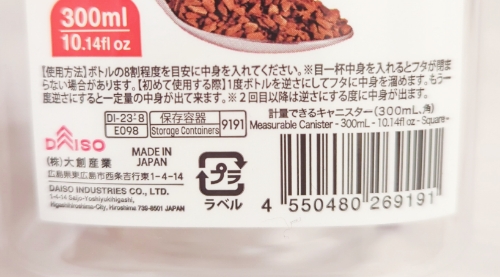 300ml
10.14fl oz
【使用方法】ボトルの8割程度を目安に中身を入れてください。※目一杯中身を入れるとフタが閉ま
らない場合があります。【初めて使用する際】1度ボトルを逆さにしてフタに中身を溜めます。もう一
度逆さにすると一定量の中身が出て来ます。※2回目以降は逆さにする度に中身が出ます。
DI-23'8
E098
保存容器
Storage Containers
9191
計量できるキャニスター(300mL、角)
Measurable Canister - 300mL - 10.14fl oz - Square -
DAISO
MADE IN
JAPAN
(株)大創産業
広島県東広島市西条吉行東1-4-14
DAISO INDUSTRIES CO., LTD.
1-4-14 Saijo-Yoshiyukihigashi,
Higashihiroshima-City, Hiroshima 739-8501 JAPAN
プラ
ラベル
4 550480 269191